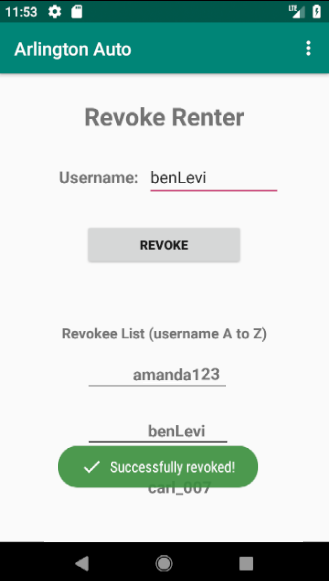 11:53 LTE
Arlington Auto
Revoke Renter
Username: benLevi
REVOKE
Revokee List (username A to Z)
amanda123
benLevi
Successfully revoked!
carl_007